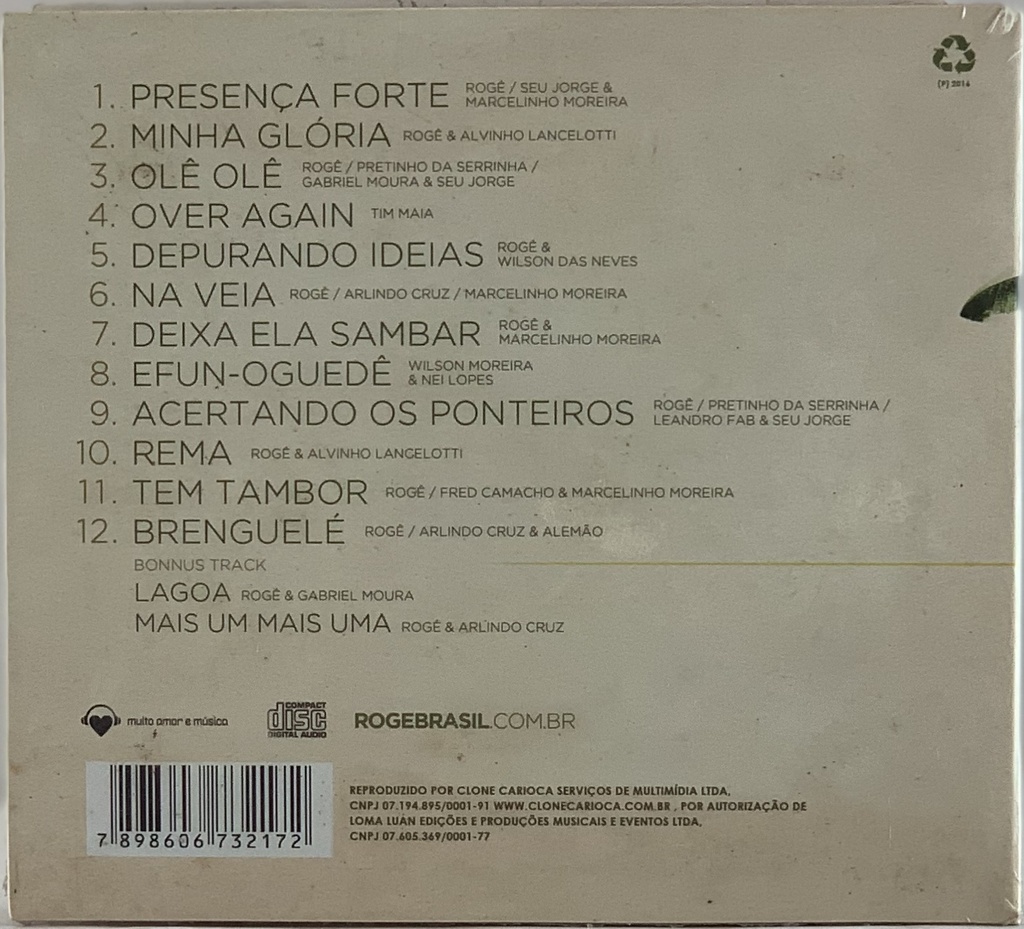 1. PRESENÇA FORTE ROGÊ / SEU JORGE &
MARCELINHO MOREIRA
2. MINHA GLÓRIA ROGÊ & ALVINHO LANCELOTTI
3. OLÊ OLÊ ROGÊ / PRETINHO DA SERRINHA /
GABRIEL MOURA & SEU JORGE
4. OVER AGAIN TIM MAIA
5. DEPURANDO IDEIAS ROGÊ &
WILSON DAS NEVES
6. NA VEIA ROGÊ / ARLINDO CRUZ / MARCELINHO MOREIRA
7. DEIXA ELA SAMBAR ROGÊ &
MARCELINHO MOREIRA
8. EFUN-OGUEDÊ WILSON MOREIRA
& NEI LOPES
9. ACERTANDO OS PONTEIROS ROGÊ / PRETINHO DA SERRINHA /
LEANDRO FAB & SEU JORGE
10. REMA ROGÊ & ALVINHO LANCELOTTI
11. TEM TAMBOR ROGÊ / FRED CAMACHO & MARCELINHO MOREIRA
12. BRENGUELÉ ROGÊ / ARLINDO CRUZ & ALEMÃO
BONNUS TRACK
LAGOA ROGÊ & GABRIEL MOURA
MAIS UM MAIS UMA ROGÊ & ARLINDO CRUZ
(P) 2016
muito amor e música
COMPACT
disc
DIGITAL AUDIO
ROGEBRASIL.COM.BR
7 898606 732172
REPRODUZIDO POR CLONE CARIOCA SERVIÇOS DE MULTIMÍDIA LTDA,
CNPJ 07.194.895/0001-91 WWW.CLONECARIOCA.COM.BR , POR AUTORIZAÇÃO DE
LOMA LUAN EDIÇÕES E PRODUÇÕES MUSICAIS E EVENTOS LTDA,
CNPJ 07.605.369/0001-77